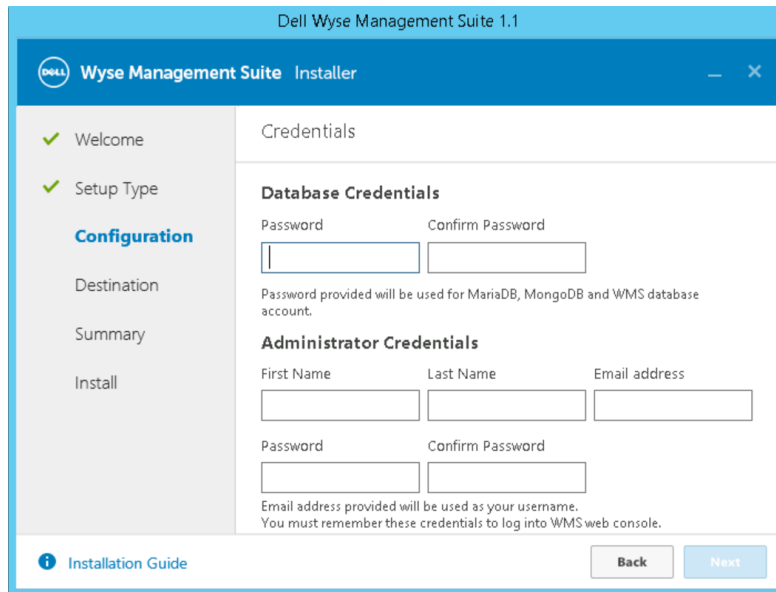 Dell Wyse Management Suite 1.1
DELL Wyse Management Suite Installer
Welcome
Setup Type
Configuration
Destination
Summary
Install
Credentials
Database Credentials
Password Confirm Password
Password provided will be used for MariaDB, MongoDB and WMS database
account.
Administrator Credentials
First Name Last Name Email address
Password Confirm Password
Email address provided will be used as your username.
You must remember these credentials to log into WMS web console.
i Installation Guide
Back Next